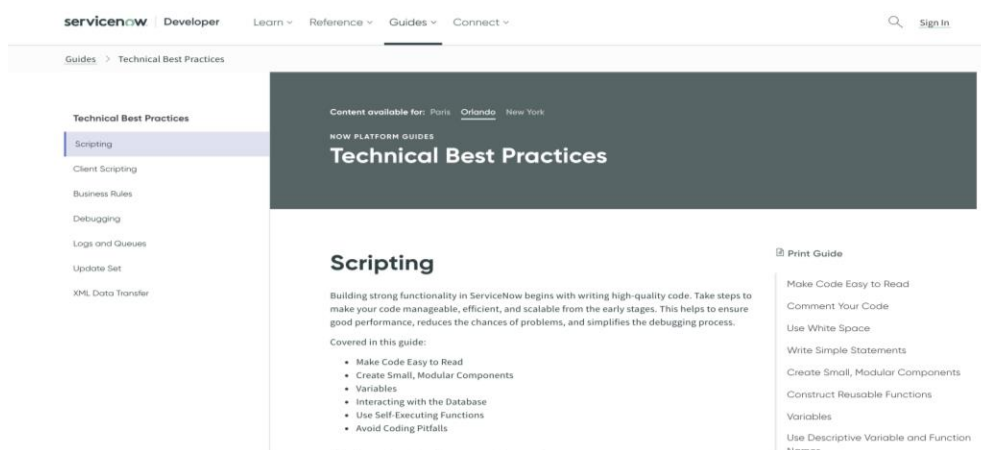 servicenow Developer Learn Reference Guides Connect Sign In
Guides > Technical Best Practices
Technical Best Practices
Scripting
Client Scripting
Business Rules
Debugging
Logs and Queues
Update Set
XML Data Transfer
Content available for: Paris Orlando New York
NOW PLATFORM GUIDES
Technical Best Practices
Scripting
Building strong functionality in ServiceNow begins with writing high-quality code. Take steps to
make your code manageable, efficient, and scalable from the early stages. This helps to ensure
good performance, reduces the chances of problems, and simplifies the debugging process.
Covered in this guide:
• Make Code Easy to Read
• Create Small, Modular Components
• Variables
• Interacting with the Database
• Use Self-Executing Functions
• Avoid Coding Pitfalls
Print Guide
Make Code Easy to Read
Comment Your Code
Use White Space
Write Simple Statements
Create Small, Modular Components
Construct Reusable Functions
Variables
Use Descriptive Variable and Function